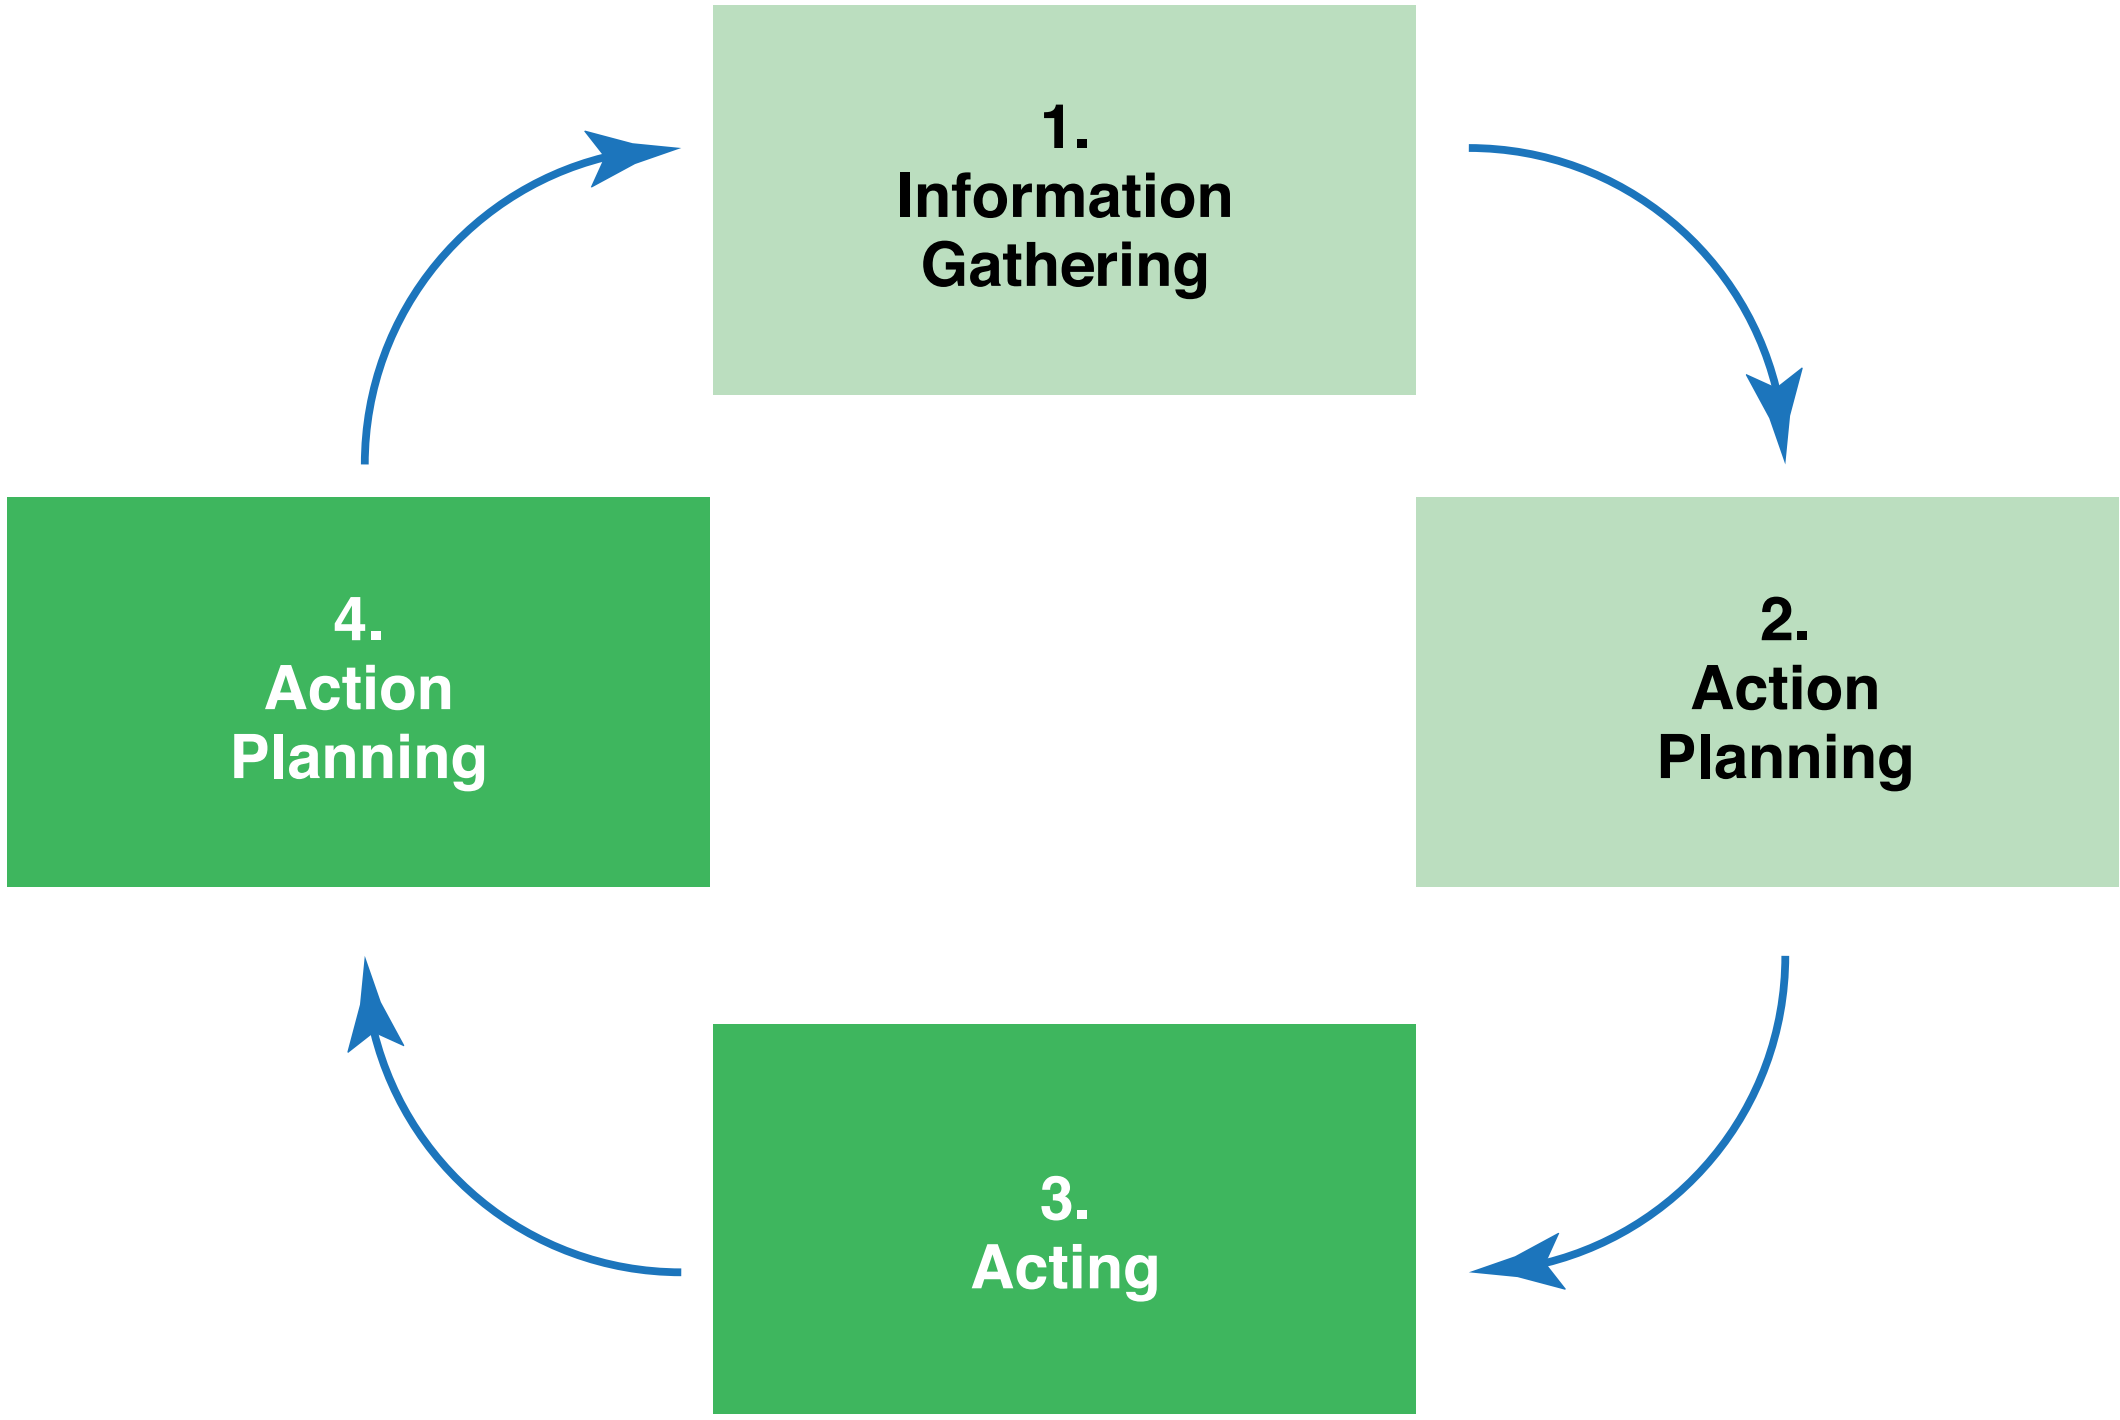 1.
Information
Gathering
2.
Action
Planning
3.
Acting
4.
Action
Planning